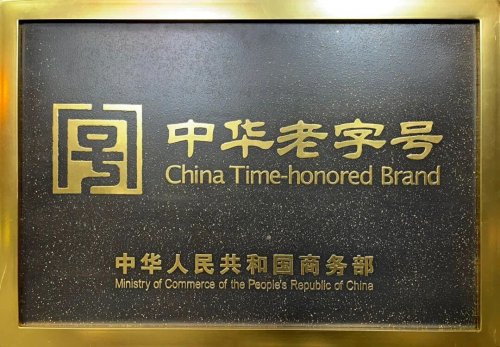 中华老字号
China Time-honored Brand
中华人民共和国商务部
Ministry of Commerce of the People's Republic of China